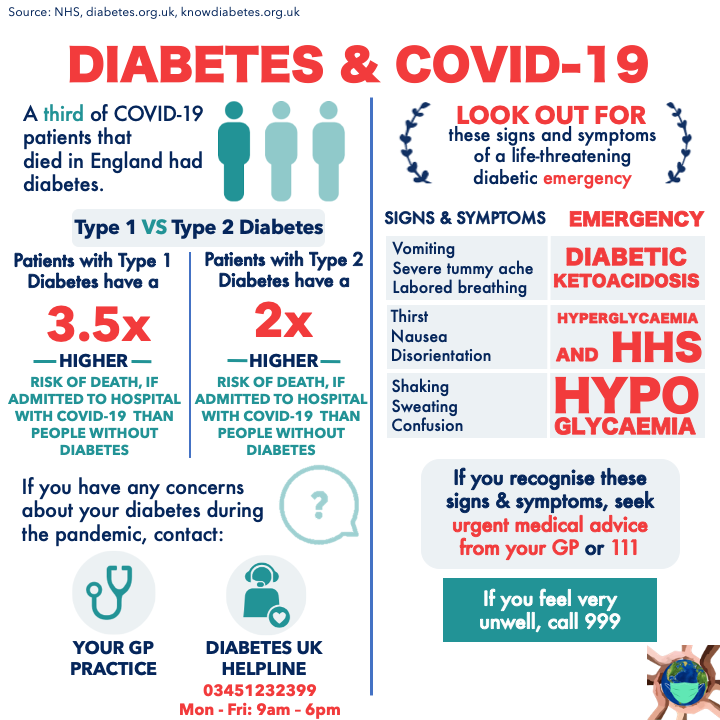 Source: NHS, diabetes.org.uk, knowdiabetes.org.uk
DIABETES & COVID-19
A third of COVID-19
patients that
died in England had
diabetes.
Type 1 VS Type 2 Diabetes
Patients with Type 1
Diabetes have a
3.5x
HIGHER
RISK OF DEATH, IF
ADMITTED TO HOSPITAL
WITH COVID-19 THAN
PEOPLE WITHOUT
DIABETES
Patients with Type 2
Diabetes have a
2x
HIGHER
RISK OF DEATH, IF
ADMITTED TO HOSPITAL
WITH COVID-19 THAN
PEOPLE WITHOUT
DIABETES
If you have any concerns
about your diabetes during
the pandemic, contact:
?
YOUR GP
PRACTICE
DIABETES UK
HELPLINE
03451232399
Mon - Fri: 9am - 6pm
LOOK OUT FOR
these signs and symptoms
of a life-threatening
diabetic emergency
SIGNS & SYMPTOMS
EMERGENCY
Vomiting
Severe tummy ache
Labored breathing
DIABETIC
KETOACIDOSIS
Thirst
Nausea
Disorientation
HYPERGLYCAEMIA
AND HHS
Shaking
Sweating
Confusion
HYPO
GLYCAEMIA
If you recognise these
signs & symptoms, seek
urgent medical advice
from your GP or 111
If you feel very
unwell, call 999